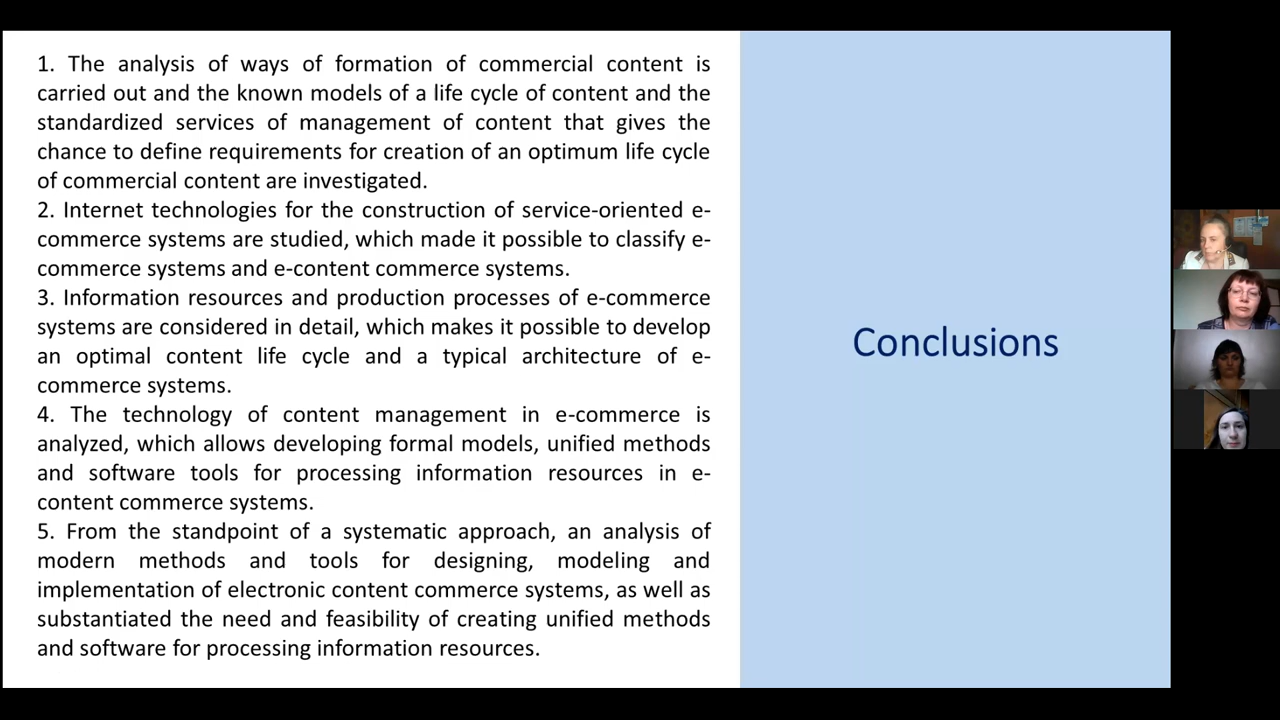 1. The analysis of ways of formation of commercial content is
carried out and the known models of a life cycle of content and the
standardized services of management of content that gives the
chance to define requirements for creation of an optimum life cycle
of commercial content are investigated.
2. Internet technologies for the construction of service-oriented e-
commerce systems are studied, which made it possible to classify e-
commerce systems and e-content commerce systems.
3. Information resources and production processes of e-commerce
systems are considered in detail, which makes it possible to develop
an optimal content life cycle and a typical architecture of e-
commerce systems.
4. The technology of content management in e-commerce is
analyzed, which allows developing formal models, unified methods
and software tools for processing information resources in e-
content commerce systems.
5. From the standpoint of a systematic approach, an analysis of
modern methods and tools for designing, modeling and
implementation of electronic content commerce systems, as well as
substantiated the need and feasibility of creating unified methods
and software for processing information resources.
Conclusions